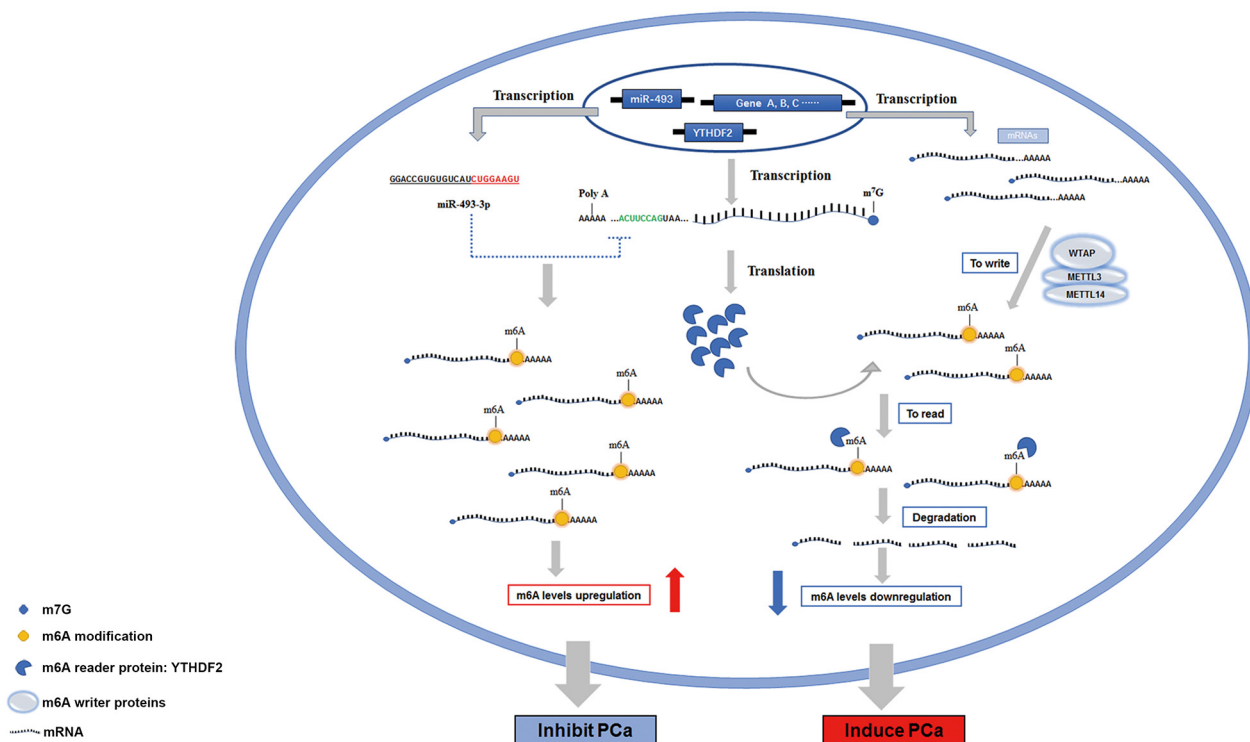 Transcription
miR-493
Gene A, B, C ······
Transcription
YTHDF2
mRNAs
...AAAAA
...AAAAA
...AAAAA
GGACCGUGUGUCAUCUGGAAGU
miR-493-3p
Transcription
Poly A
m7G
AAAAA ...ACUUCCAGUAA...
Translation
To write
WTAP
METTL3
METTL14
m6A
AAAAA
m6A
AAAAA
m6A
AAAAA
m6A
AAAAA
m6A
AAAAA
m6A
AAAAA
m6A
AAAAA
To read
m6A
AAAAA
m6A
AAAAA
Degradation
m6A levels upregulation
m6A levels downregulation
m7G
m6A modification
m6A reader protein: YTHDF2
m6A writer proteins
mRNA
Inhibit PCa
Induce PCa